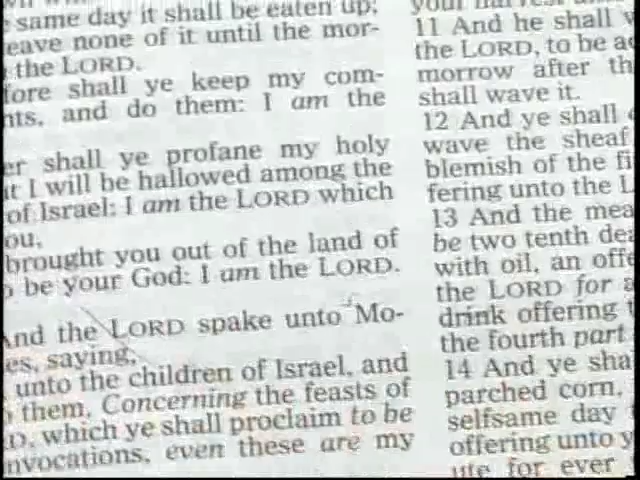 same day it shall be eaten up;
eave none of it until the mor-
the LORD.
fore shall ye keep my com-
nts, and do them: I am the
er shall ye profane my holy
t I will be hallowed among the
of Israel: I am the LORD which
ou,
brought you out of the land of
be your God: I am the LORD.
And the LORD spake unto Mo-
es, saying,
unto the children of Israel, and
them, Concerning the feasts of
D, which ye shall proclaim to be
nvocations, even these are my
your harvest
11 And he shall w
the LORD, to be ac
morrow after th
shall wave it.
12 And ye shall
wave the sheaf
blemish of the fi
fering unto the L
13 And the mea
be two tenth dea
with oil, an offe
the LORD for a
drink offering
the fourth part
14 And ye sha
parched corn,
selfsame day
offering unto y
ute for ever